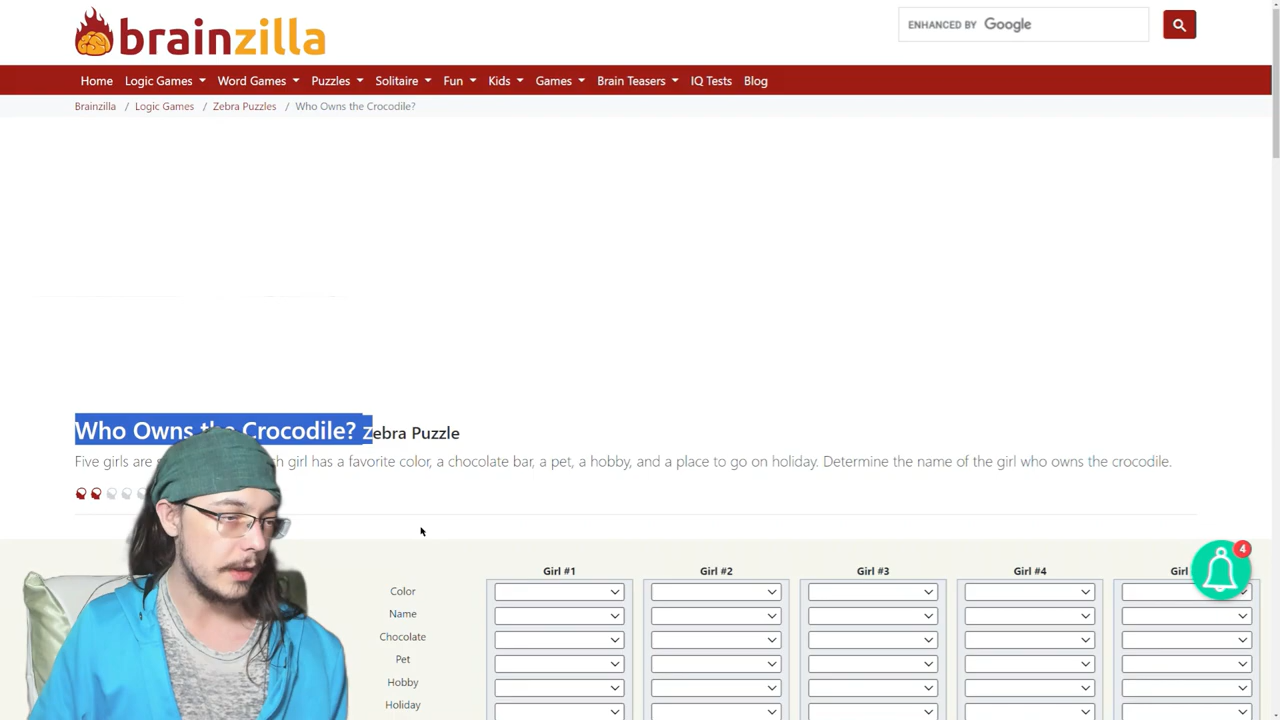 brainzilla
ENHANCED BY Google
Home Logic Games Word Games Puzzles Solitaire Fun Kids Games Brain Teasers IQ Tests Blog
Brainzilla / Logic Games / Zebra Puzzles / Who Owns the Crocodile?
Who Owns the Crocodile? Zebra Puzzle
Five girls are girl has a favorite color, a chocolate bar, a pet, a hobby, and a place to go on holiday. Determine the name of the girl who owns the crocodile.
4
Girl #1 Girl #2 Girl #3 Girl #4 Girl
Color
Name
Chocolate
Pet
Hobby
Holiday